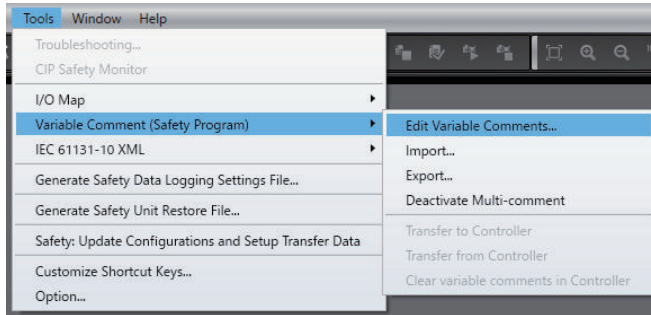 Tools Window Help
Troubleshooting...
CIP Safety Monitor
I/O Map
Variable Comment (Safety Program)
IEC 61131-10 XML
Generate Safety Data Logging Settings File...
Generate Safety Unit Restore File...
Safety: Update Configurations and Setup Transfer Data
Customize Shortcut Keys...
Option...
Edit Variable Comments...
Import...
Export...
Deactivate Multi-comment
Transfer to Controller
Transfer from Controller
Clear variable comments in Controller